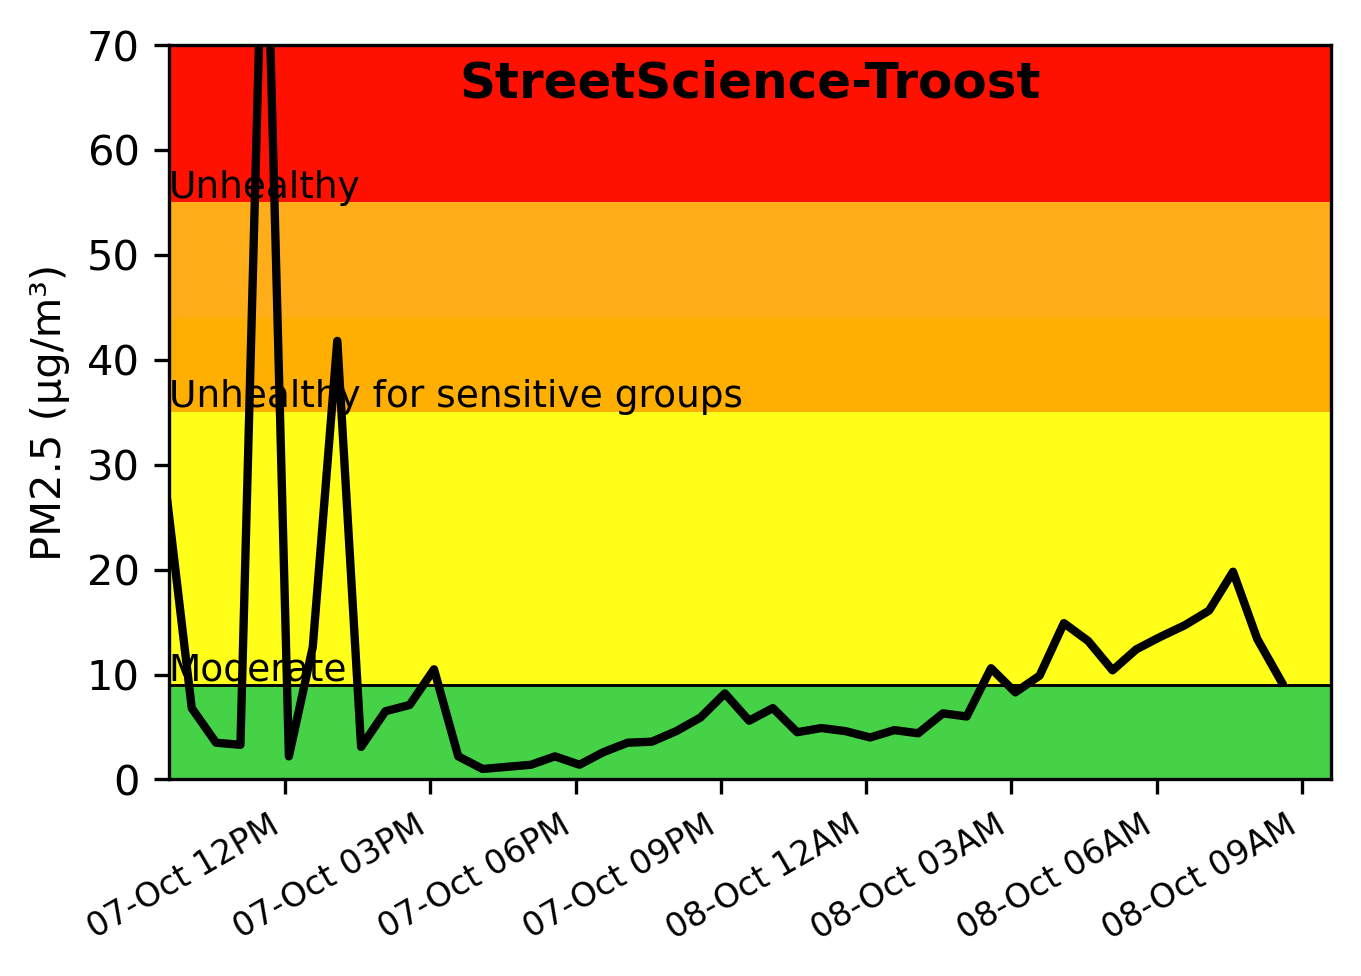 StreetScience-Troost
PM2.5 (µg/m³)
70
60
50
40
30
20
10
0
Unhealthy
Unhealthy for sensitive groups
Moderate
07-Oct 12PM
07-Oct 03PM
07-Oct 06PM
07-Oct 09PM
08-Oct 12AM
08-Oct 03AM
08-Oct 06AM
08-Oct 09AM